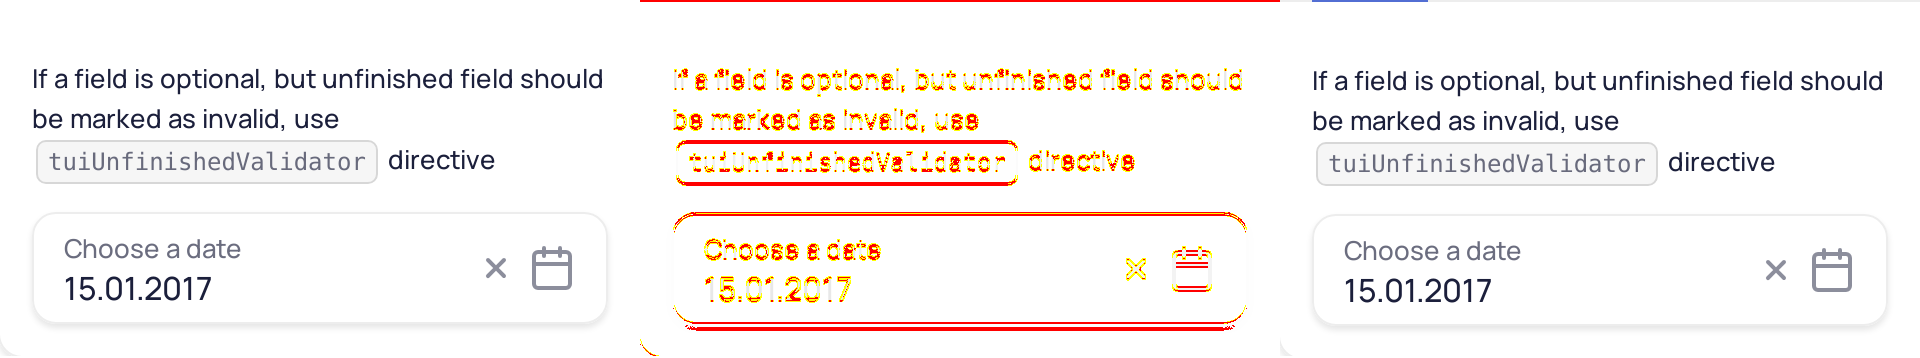 If a field is optional, but unfinished field should
be marked as invalid, use
tuiUnfinishedValidator directive
Choose a date
15.01.2017
If a field is optional, but unfinished field should
be marked as invalid, use
tuiUnfinishedValidator directive
Choose a date
15.01.2017
If a field is optional, but unfinished field should
be marked as invalid, use
tuiUnfinishedValidator directive
Choose a date
15.01.2017